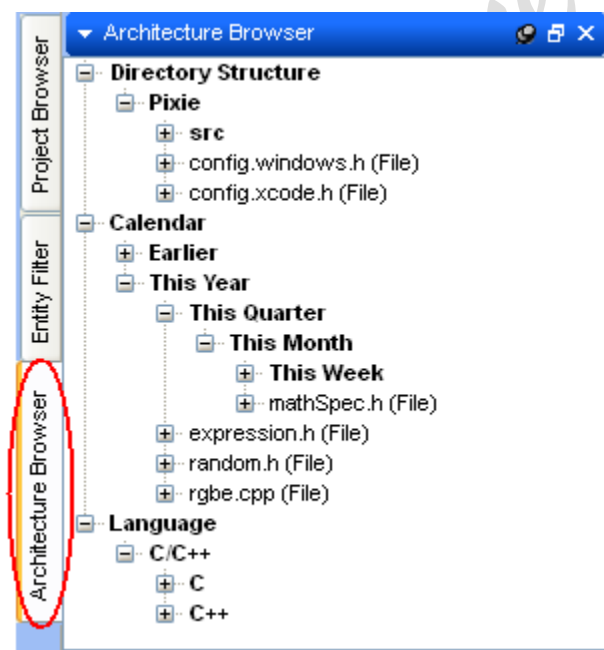 Architecture Browser
Project Browser
Entity Filter
Architecture Browser
Directory Structure
Pixie
src
config.windows.h (File)
config.xcode.h (File)
Calendar
Earlier
This Year
This Quarter
This Month
This Week
mathSpec.h (File)
expression.h (File)
random.h (File)
rgbe.cpp (File)
Language
C/C++
C
C++